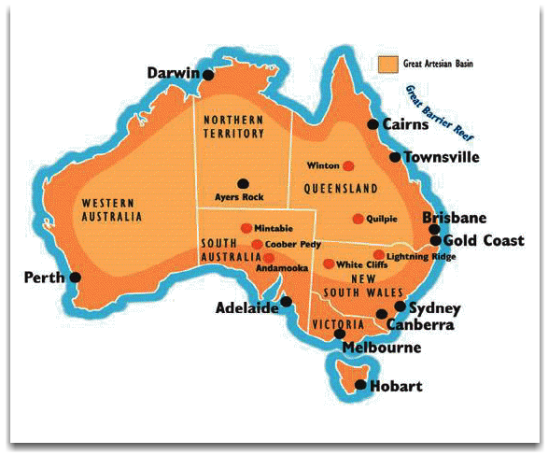 Great Artesian Basin
Darwin
Great Barrier Reef
Cairns
NORTHERN
TERRITORY
Townsville
Winton
Ayers Rock
QUEENSLAND
WESTERN
AUSTRALIA
Quilpie
Brisbane
Gold Coast
Mintabie
Coober Pedy
SOUTH
AUSTRALIA
Andamooka
Lightning Ridge
White Cliffs
NEW
SOUTH WALES
Perth
Adelaide
Sydney
Canberra
VICTORIA
Melbourne
Hobart